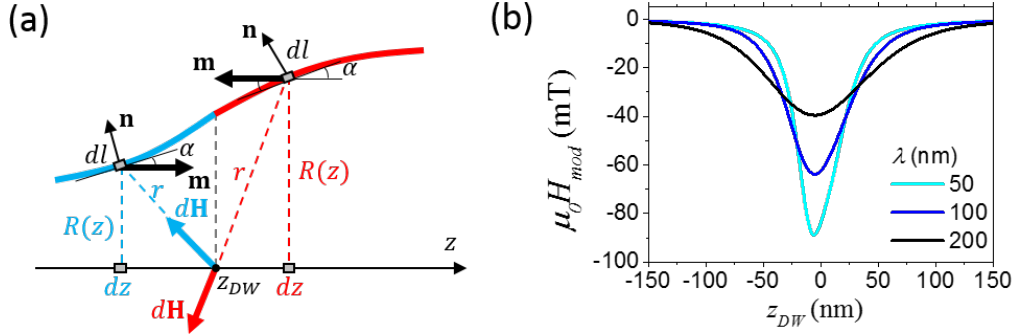 (a)
n
dl
m
α
n
dl
α
m
r
r
R(z)
R(z)
dH
z
dz
z_DW
dz
dH
(b)
0
-20
-40
-60
-80
-100
μ₀H_mod (mT)
λ (nm)
50
100
200
-150 -100 -50 0 50 100 150
z_DW (nm)